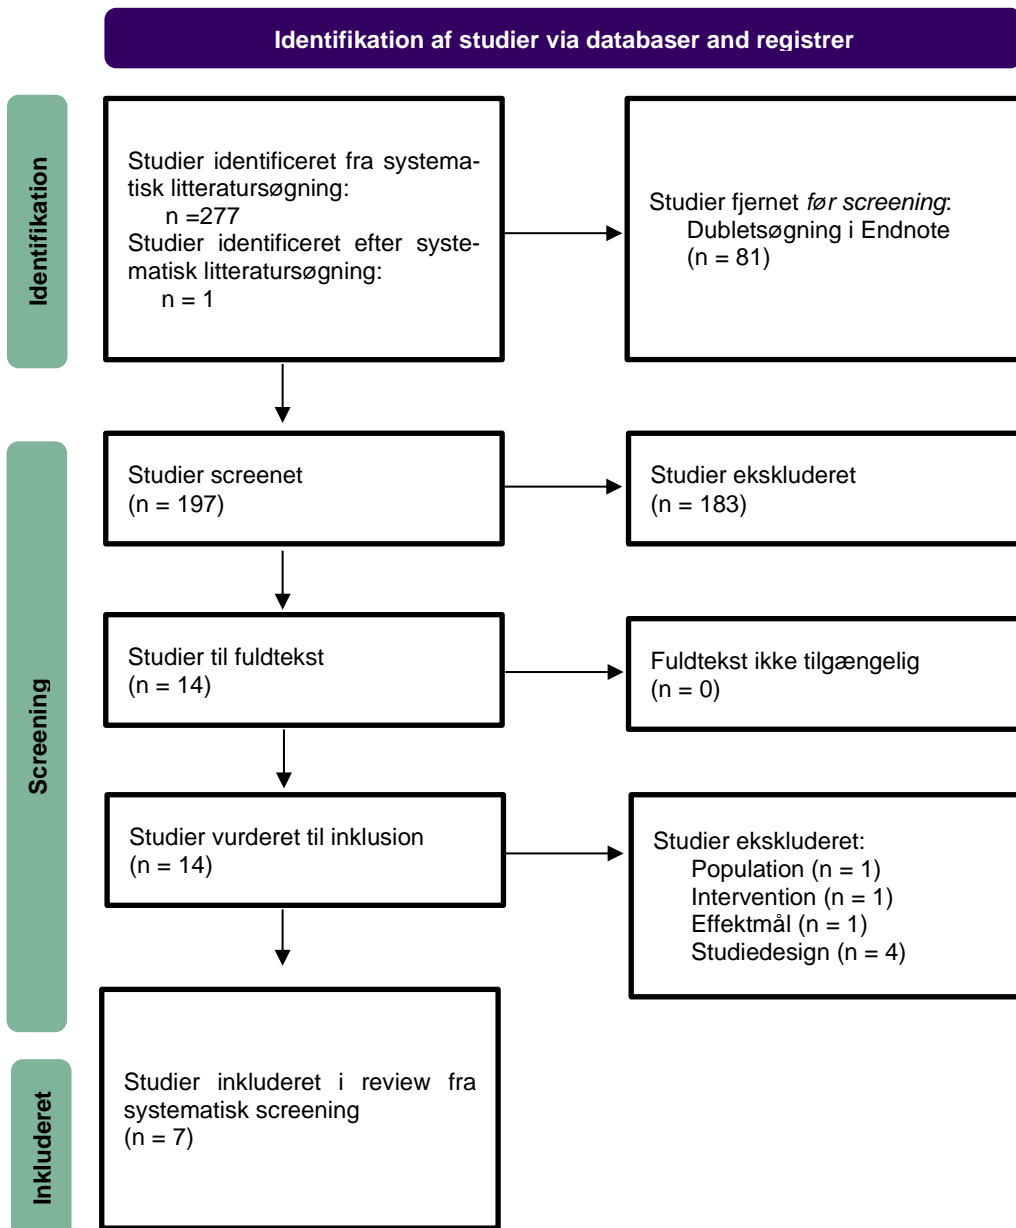 Identifikation af studier via databaser and registrer
Identifikation
Studier identificeret fra systema-
tisk litteratursøgning:
n =277
Studier identificeret efter syste-
matisk litteratursøgning:
n = 1
Studier fjernet før screening:
Dubletsøgning i Endnote
(n = 81)
Screening
Studier screenet
(n = 197)
Studier ekskluderet
(n = 183)
Studier til fuldtekst
(n = 14)
Fuldtekst ikke tilgængelig
(n = 0)
Studier vurderet til inklusion
(n = 14)
Studier ekskluderet:
Population (n = 1)
Intervention (n = 1)
Effektmål (n = 1)
Studiedesign (n = 4)
Inkluderet
Studier inkluderet i review fra
systematisk screening
(n = 7)